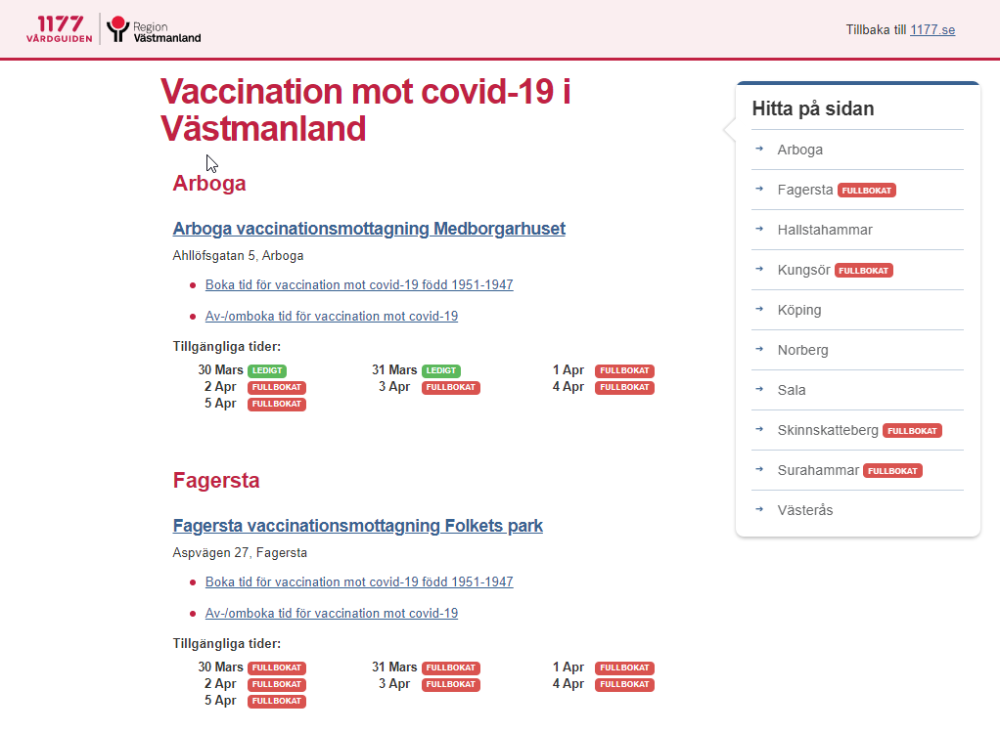 1177
VÅRDGUIDEN
Region
Västmanland
Tillbaka till 1177.se
Vaccination mot covid-19 i
Västmanland
Arboga
Arboga vaccinationsmottagning Medborgarhuset
Ahllöfsgatan 5, Arboga
Boka tid för vaccination mot covid-19 född 1951-1947
Av-/omboka tid för vaccination mot covid-19
Tillgängliga tider:
30 Mars LEDIGT 31 Mars LEDIGT 1 Apr FULLBOKAT
2 Apr FULLBOKAT 3 Apr FULLBOKAT 4 Apr FULLBOKAT
5 Apr FULLBOKAT
Fagersta
Fagersta vaccinationsmottagning Folkets park
Aspvägen 27, Fagersta
Boka tid för vaccination mot covid-19 född 1951-1947
Av-/omboka tid för vaccination mot covid-19
Tillgängliga tider:
30 Mars FULLBOKAT 31 Mars FULLBOKAT 1 Apr FULLBOKAT
2 Apr FULLBOKAT 3 Apr FULLBOKAT 4 Apr FULLBOKAT
5 Apr FULLBOKAT
Hitta på sidan
Arboga
Fagersta FULLBOKAT
Hallstahammar
Kungsör FULLBOKAT
Köping
Norberg
Sala
Skinnskatteberg FULLBOKAT
Surahammar FULLBOKAT
Västerås